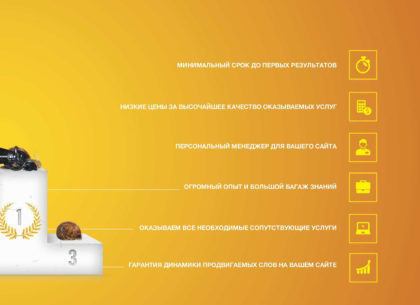 МИНИМАЛЬНЫЙ СРОК ДО ПЕРВЫХ РЕЗУЛЬТАТОВ
НИЗКИЕ ЦЕНЫ ЗА ВЫСОЧАЙШЕЕ КАЧЕСТВО ОКАЗЫВАЕМЫХ УСЛУГ
ПЕРСОНАЛЬНЫЙ МЕНЕДЖЕР ДЛЯ ВАШЕГО САЙТА
ОГРОМНЫЙ ОПЫТ И БОЛЬШОЙ БАГАЖ ЗНАНИЙ
1
ОКАЗЫВАЕМ ВСЕ НЕОБХОДИМЫЕ СОПУТСТВУЮЩИЕ УСЛУГИ
3
ГАРАНТИЯ ДИНАМИКИ ПРОДВИГАЕМЫХ СЛОВ НА ВАШЕМ САЙТЕ